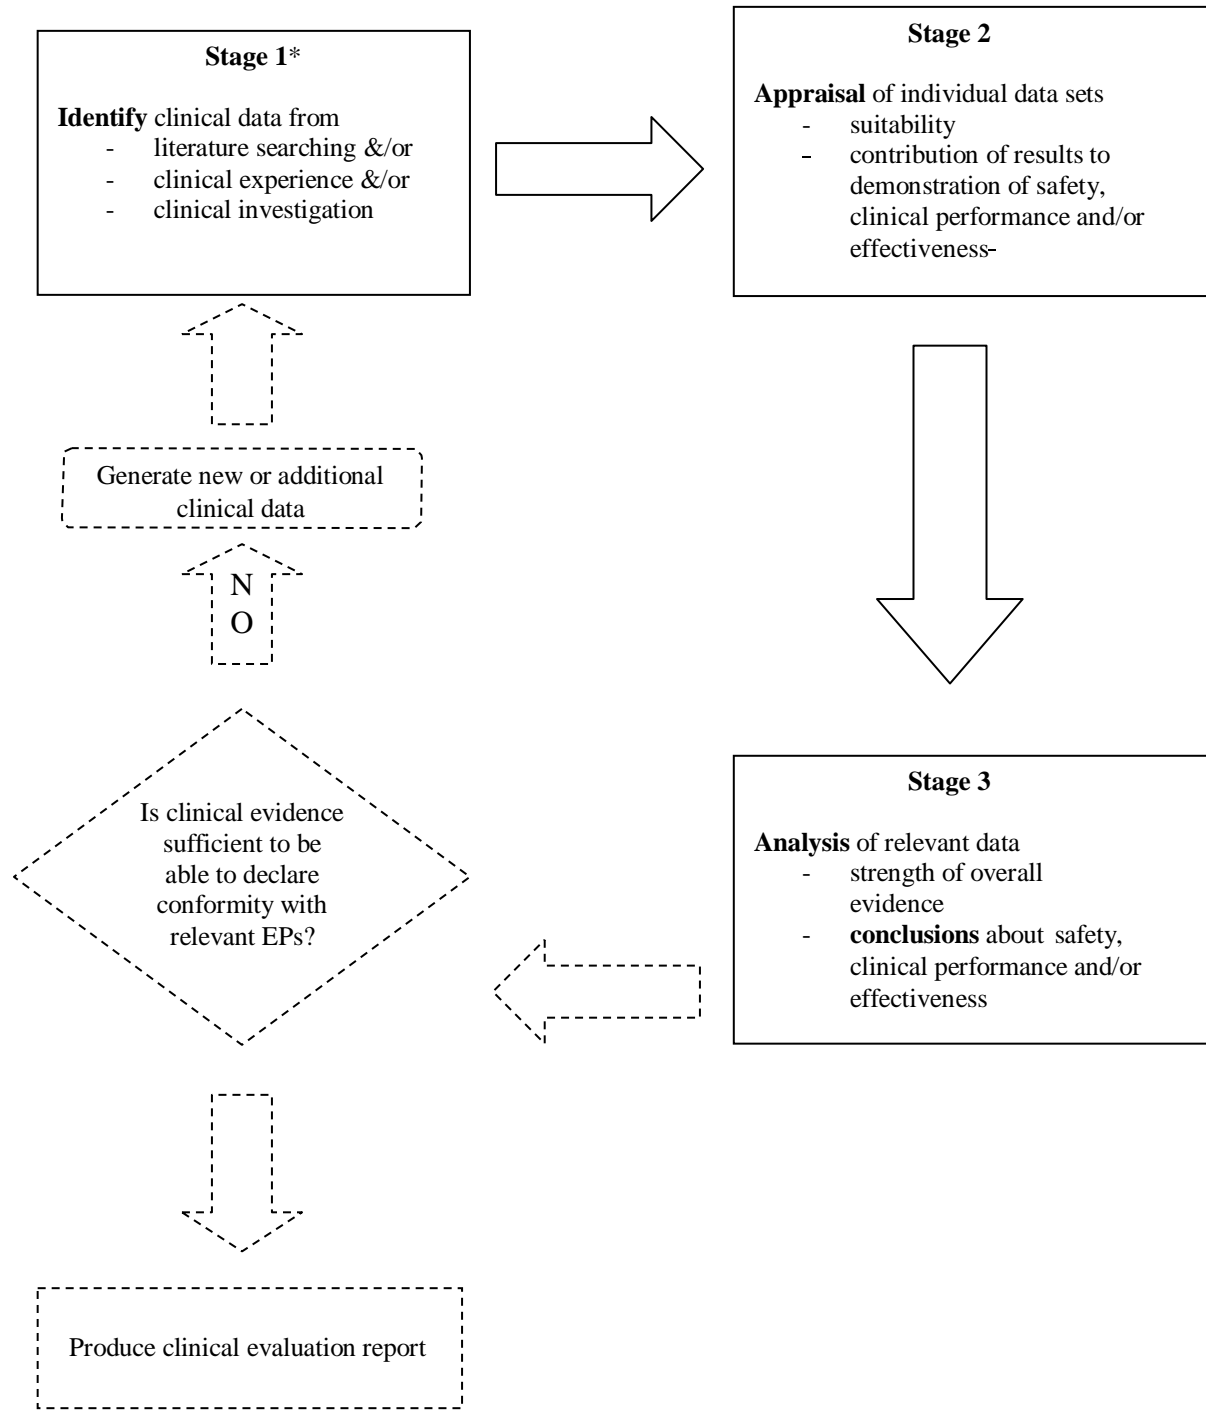 Stage 1*
Identify clinical data from
- literature searching &/or
- clinical experience &/or
- clinical investigation
Stage 2
Appraisal of individual data sets
- suitability
- contribution of results to
demonstration of safety,
clinical performance and/or
effectiveness-
Generate new or additional
clinical data
N
O
Is clinical evidence
sufficient to be
able to declare
conformity with
relevant EPs?
Stage 3
Analysis of relevant data
- strength of overall
evidence
- conclusions about safety,
clinical performance and/or
effectiveness
Produce clinical evaluation report